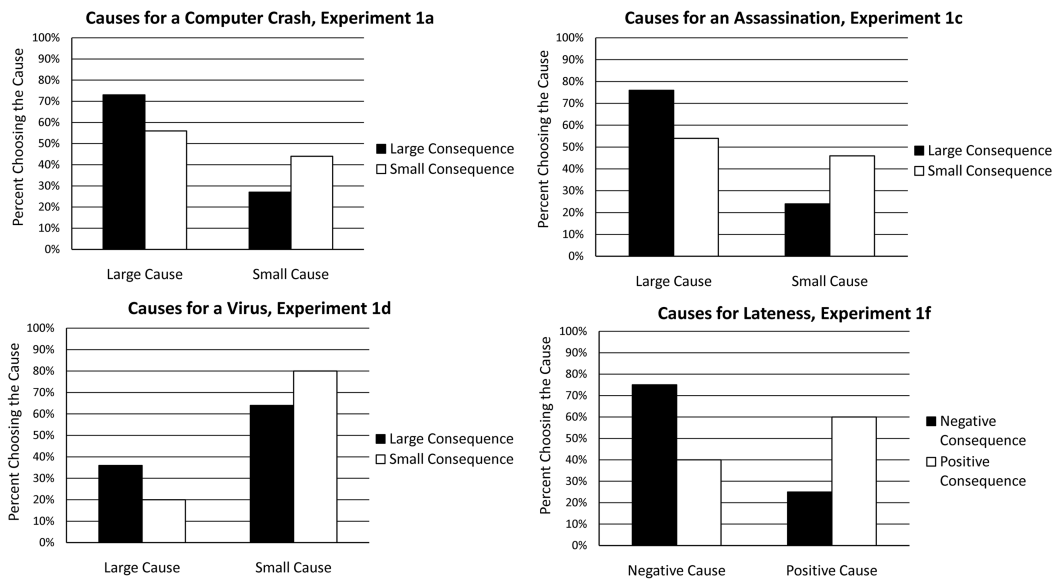 Causes for a Computer Crash, Experiment 1a
Percent Choosing the Cause
100%
90%
80%
70%
60%
50%
40%
30%
20%
10%
0%
Large Cause
Small Cause
Large Consequence
Small Consequence
Causes for an Assassination, Experiment 1c
Percent Choosing the Cause
100%
90%
80%
70%
60%
50%
40%
30%
20%
10%
0%
Large Cause
Small Cause
Large Consequence
Small Consequence
Causes for a Virus, Experiment 1d
Percent Choosing the Cause
100%
90%
80%
70%
60%
50%
40%
30%
20%
10%
0%
Large Cause
Small Cause
Large Consequence
Small Consequence
Causes for Lateness, Experiment 1f
Percent Choosing the Cause
100%
90%
80%
70%
60%
50%
40%
30%
20%
10%
0%
Negative Cause
Positive Cause
Negative
Consequence
Positive
Consequence